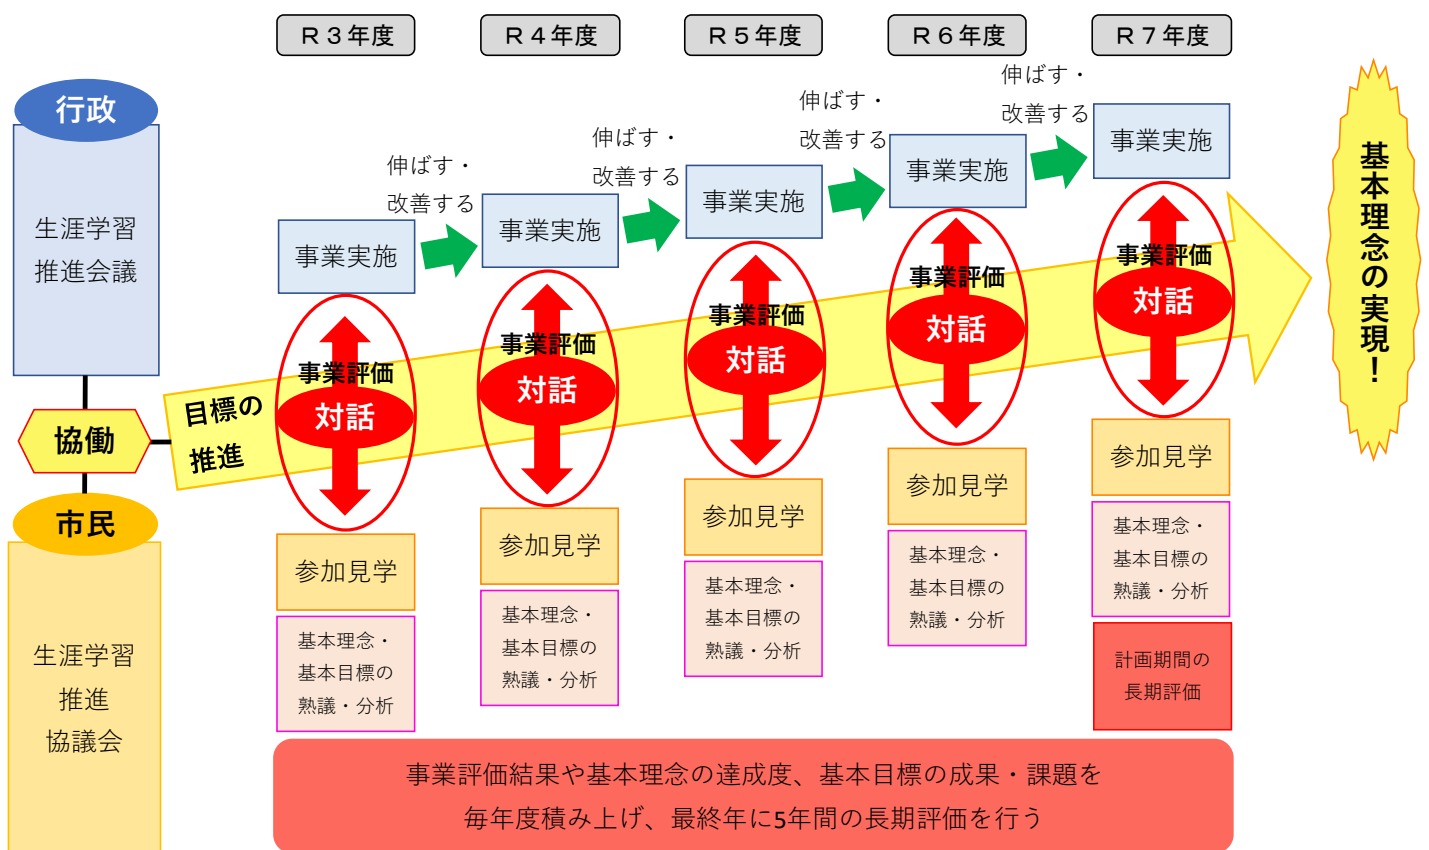 R3年度
R4年度
R5年度
R6年度
R7年度
行政
生涯学習
推進会議
協働
市民
生涯学習
推進
協議会
目標の
推進
事業実施
事業評価
対話
参加見学
基本理念・
基本目標の
熟議・分析
伸ばす・
改善する
事業実施
事業評価
対話
参加見学
基本理念・
基本目標の
熟議・分析
伸ばす・
改善する
事業実施
事業評価
対話
参加見学
基本理念・
基本目標の
熟議・分析
伸ばす・
改善する
事業実施
事業評価
対話
参加見学
基本理念・
基本目標の
熟議・分析
伸ばす・
改善する
事業実施
事業評価
対話
参加見学
基本理念・
基本目標の
熟議・分析
計画期間の
長期評価
基本理念の実現！
事業評価結果や基本理念の達成度、基本目標の成果・課題を
毎年度積み上げ、最終年に5年間の長期評価を行う